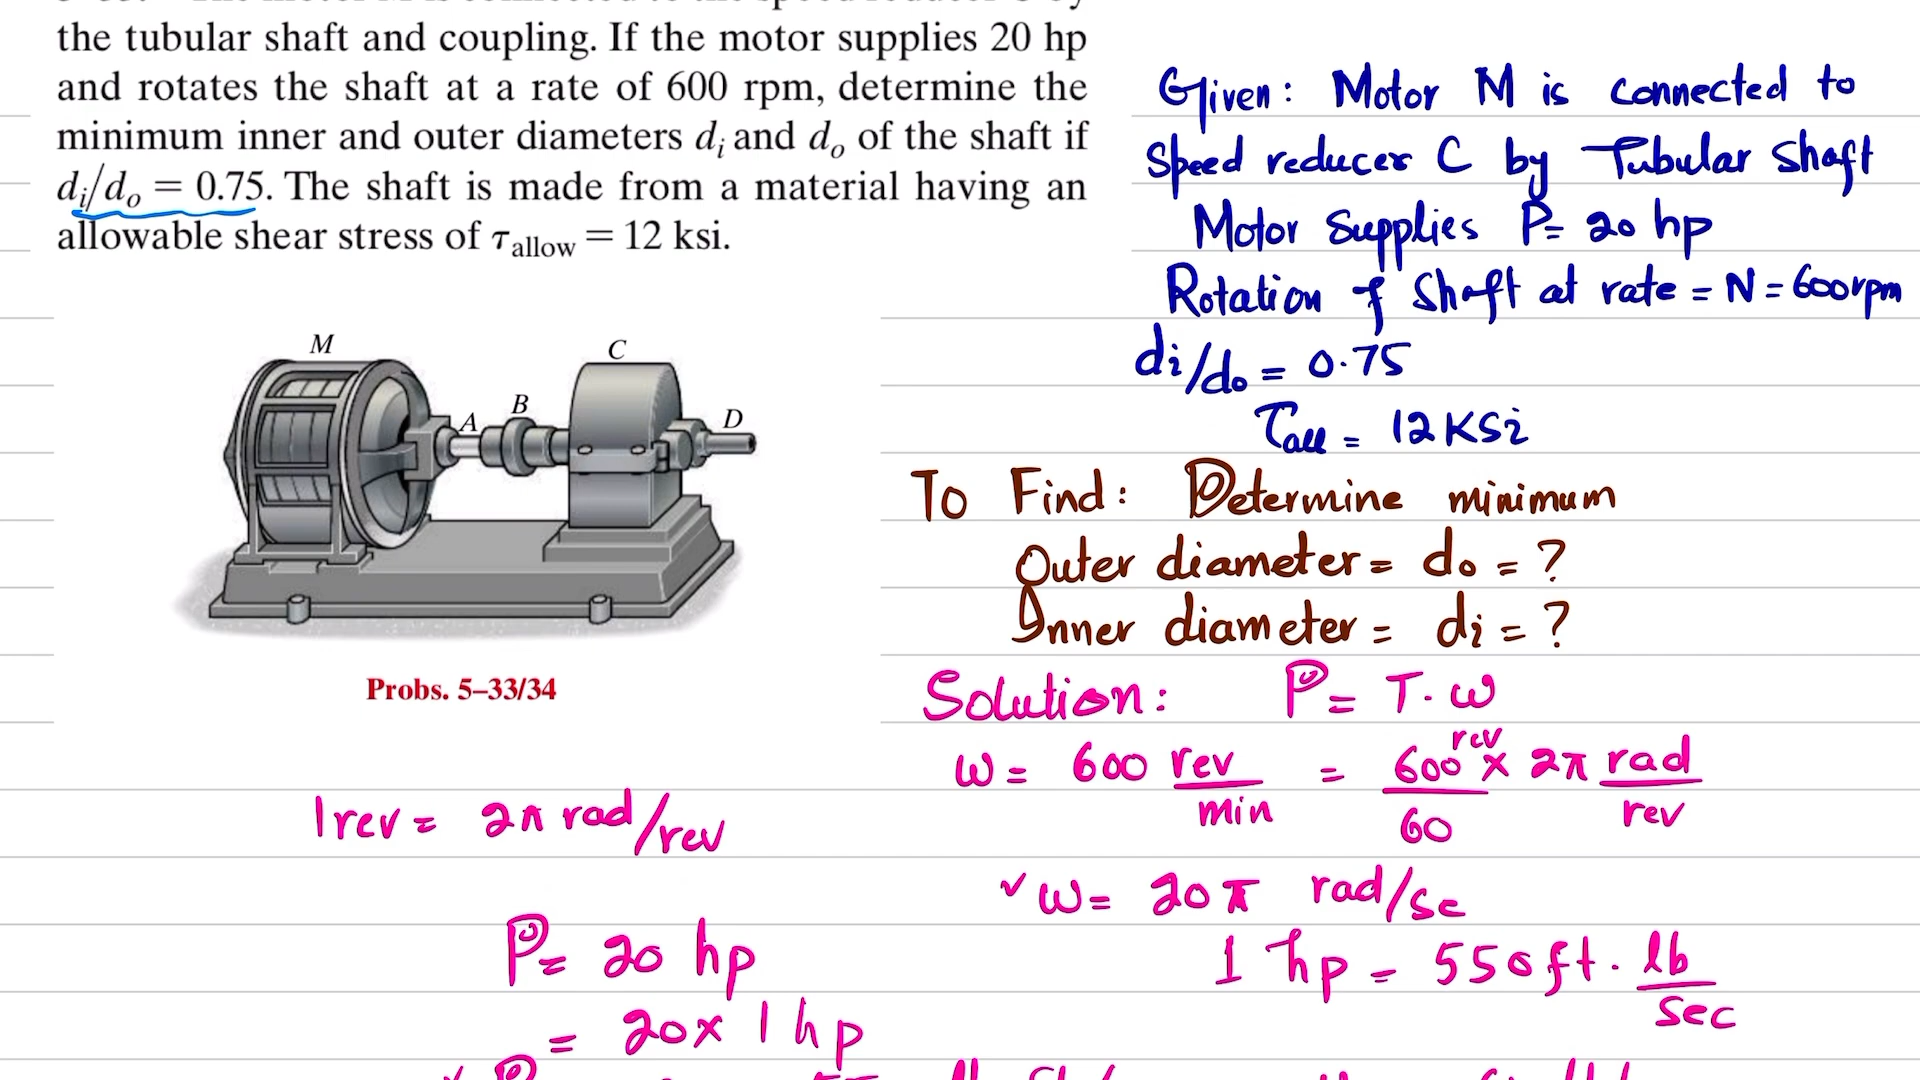 the tubular shaft and coupling. If the motor supplies 20 hp
and rotates the shaft at a rate of 600 rpm, determine the
minimum inner and outer diameters dᵢ and dₒ of the shaft if
dᵢ/dₒ = 0.75. The shaft is made from a material having an
allowable shear stress of τallow = 12 ksi.
M
C
A
B
D
Probs. 5–33/34
Given: Motor M is connected to
Speed reducer C by Tubular Shaft
Motor Supplies P= 20 hp
Rotation of Shaft at rate = N = 600rpm
di/do = 0.75
τall = 12 KSi
To Find: Determine minimum
Outer diameter = do = ?
Inner diameter = di = ?
Solution: P = T·ω
ω = 600 rev/min = 600 rev/60 × 2π rad/rev
1rev = 2π rad/rev
✓ ω = 20π rad/se
P = 20 hp
1 hp = 550 ft·lb/sec
= 20× 1 hp